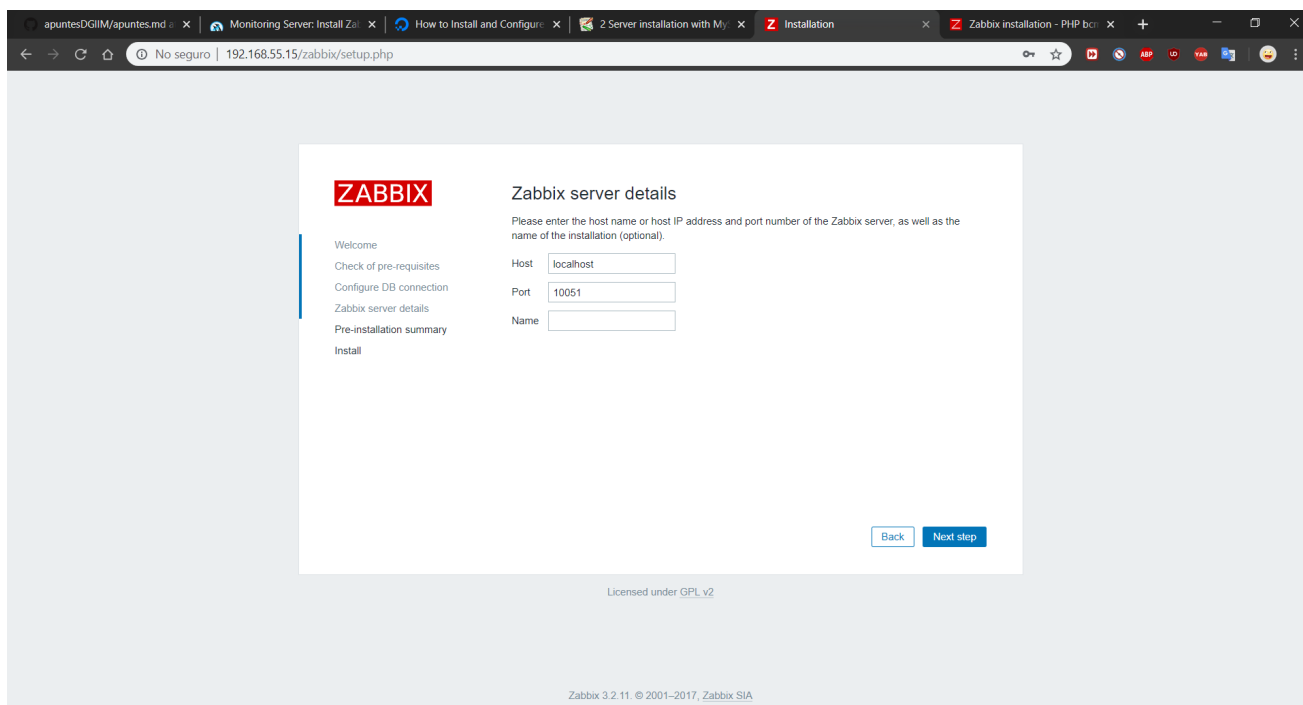 apuntesDGIIM/apuntes.md a
Monitoring Server: Install Zab
How to Install and Configure
2 Server installation with My
Installation
Zabbix installation - PHP bcm
No seguro | 192.168.55.15/zabbix/setup.php
ZABBIX
Welcome
Check of pre-requisites
Configure DB connection
Zabbix server details
Pre-installation summary
Install
Zabbix server details
Please enter the host name or host IP address and port number of the Zabbix server, as well as the
name of the installation (optional).
Host localhost
Port 10051
Name
Back Next step
Licensed under GPL v2
Zabbix 3.2.11. © 2001–2017, Zabbix SIA